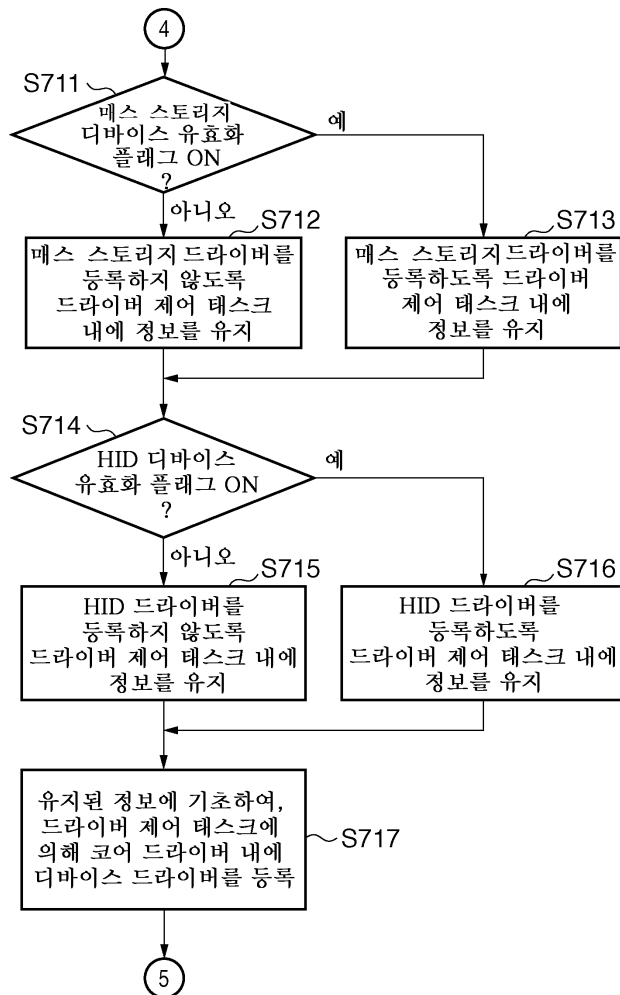 4
S711
매스 스토리지
디바이스 유효화
플래그 ON
?
예
아니오
S712
매스 스토리지 드라이버를
등록하지 않도록
드라이버 제어 태스크
내에 정보를 유지
S713
매스 스토리지 드라이버를
등록하도록 드라이버
제어 태스크 내에
정보를 유지
S714
HID 디바이스
유효화 플래그 ON
?
예
아니오
S715
HID 드라이버를
등록하지 않도록
드라이버 제어 태스크 내에
정보를 유지
S716
HID 드라이버를
등록하도록
드라이버 제어 태스크 내에
정보를 유지
유지된 정보에 기초하여,
드라이버 제어 태스크에
의해 코어 드라이버 내에
디바이스 드라이버를 등록
S717
5